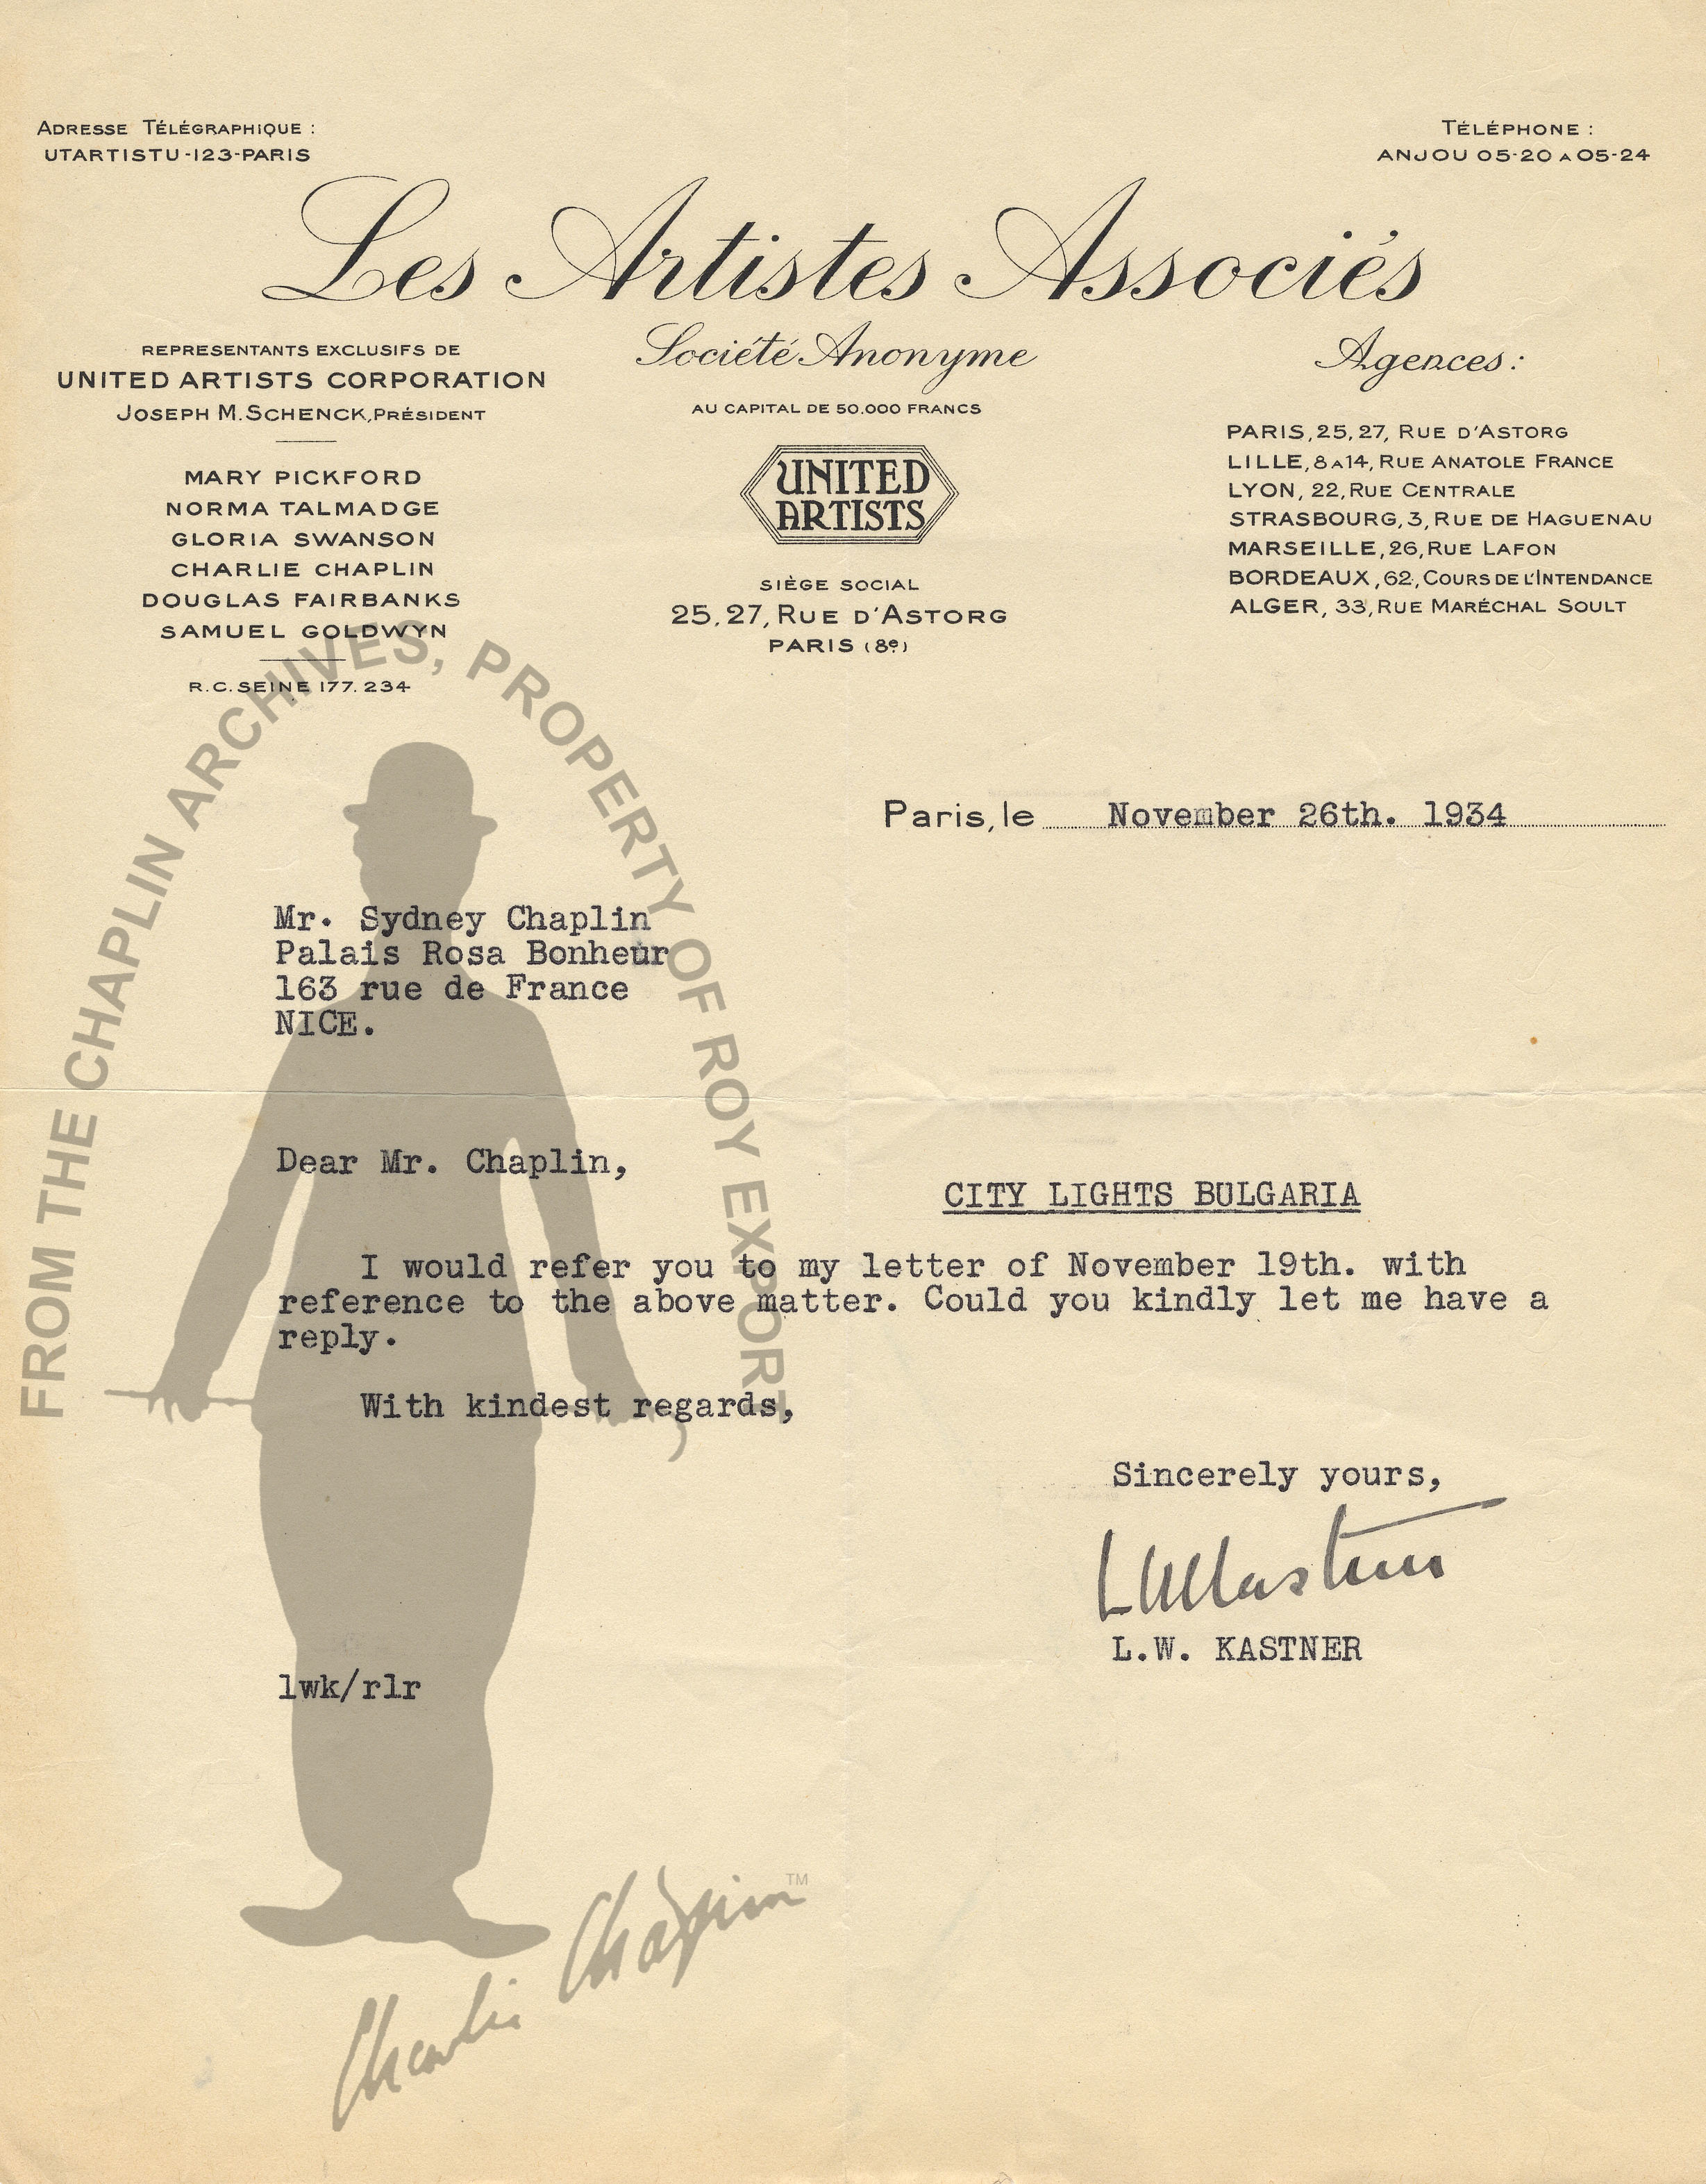 ADRESSE TÉLÉGRAPHIQUE :
UTARTISTU-123-PARIS
TÉLÉPHONE :
ANJOU 05-20 A 05-24
Les Artistes Associés
REPRESENTANTS EXCLUSIFS DE
UNITED ARTISTS CORPORATION
JOSEPH M. SCHENCK, PRÉSIDENT
MARY PICKFORD
NORMA TALMADGE
GLORIA SWANSON
CHARLIE CHAPLIN
DOUGLAS FAIRBANKS
SAMUEL GOLDWYN
R.C. SEINE 177.234
Société Anonyme
AU CAPITAL DE 50.000 FRANCS
UNITED
ARTISTS
SIÈGE SOCIAL
25,27, RUE D'ASTORG
PARIS (8e)
Agences :
PARIS, 25, 27, RUE D'ASTORG
LILLE, 8 A 14, RUE ANATOLE FRANCE
LYON, 22, RUE CENTRALE
STRASBOURG, 3, RUE DE HAGUENAU
MARSEILLE, 26, RUE LAFON
BORDEAUX, 62, COURS DE L'INTENDANCE
ALGER, 33, RUE MARÉCHAL SOULT
Paris, le November 26th. 1934
Mr. Sydney Chaplin
Palais Rosa Bonheur
163 rue de France
NICE.
Dear Mr. Chaplin,
CITY LIGHTS BULGARIA
I would refer you to my letter of November 19th. with
reference to the above matter. Could you kindly let me have a
reply.
With kindest regards,
Sincerely yours,
LWKastner
L.W. KASTNER
lwk/rlr
FROM THE CHAPLIN ARCHIVES, PROPERTY OF ROY EXPORT
Charlie Chaplin™